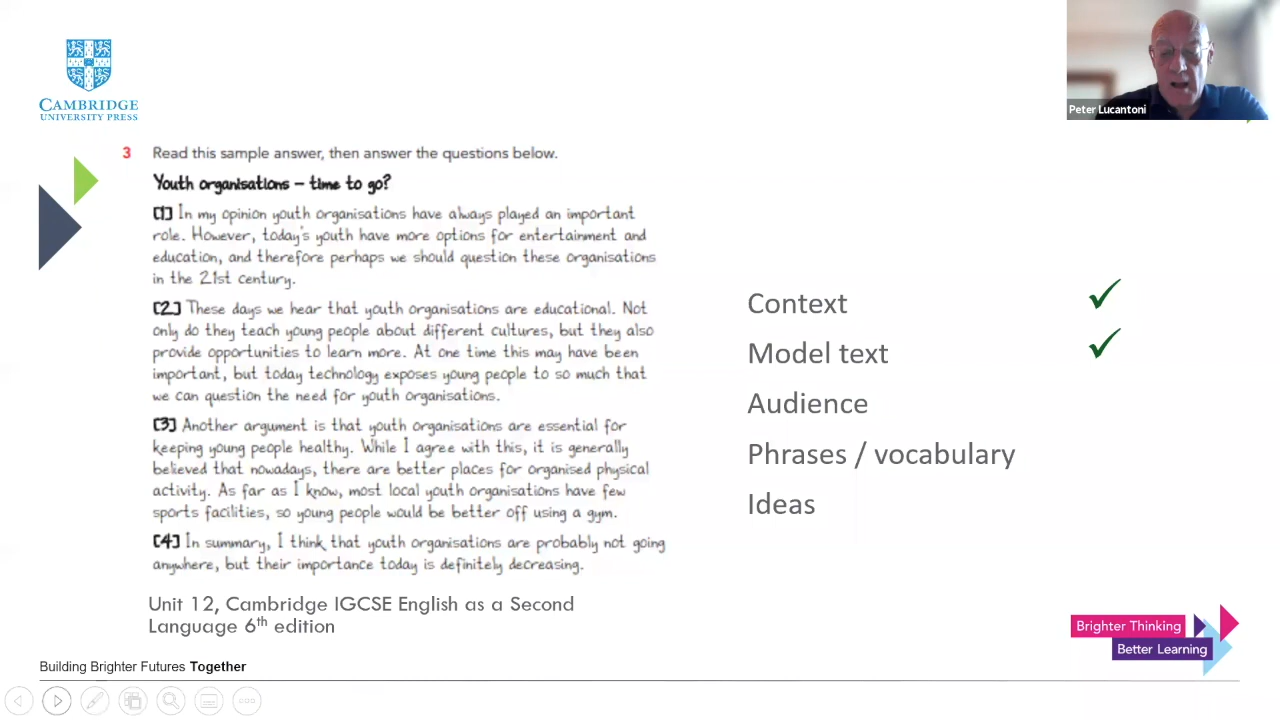 CAMBRIDGE
UNIVERSITY PRESS
Peter Lucantoni
3 Read this sample answer, then answer the questions below.
Youth organisations – time to go?
[1] In my opinion youth organisations have always played an important
role. However, today's youth have more options for entertainment and
education, and therefore perhaps we should question these organisations
in the 21st century.
[2] These days we hear that youth organisations are educational. Not
only do they teach young people about different cultures, but they also
provide opportunities to learn more. At one time this may have been
important, but today technology exposes young people to so much that
we can question the need for youth organisations.
[3] Another argument is that youth organisations are essential for
keeping young people healthy. While I agree with this, it is generally
believed that nowadays, there are better places for organised physical
activity. As far as I know, most local youth organisations have few
sports facilities, so young people would be better off using a gym.
[4] In summary, I think that youth organisations are probably not going
anywhere, but their importance today is definitely decreasing.
Unit 12, Cambridge IGCSE English as a Second
Language 6th edition
Context
Model text
Audience
Phrases / vocabulary
Ideas
Brighter Thinking
Better Learning
Building Brighter Futures Together